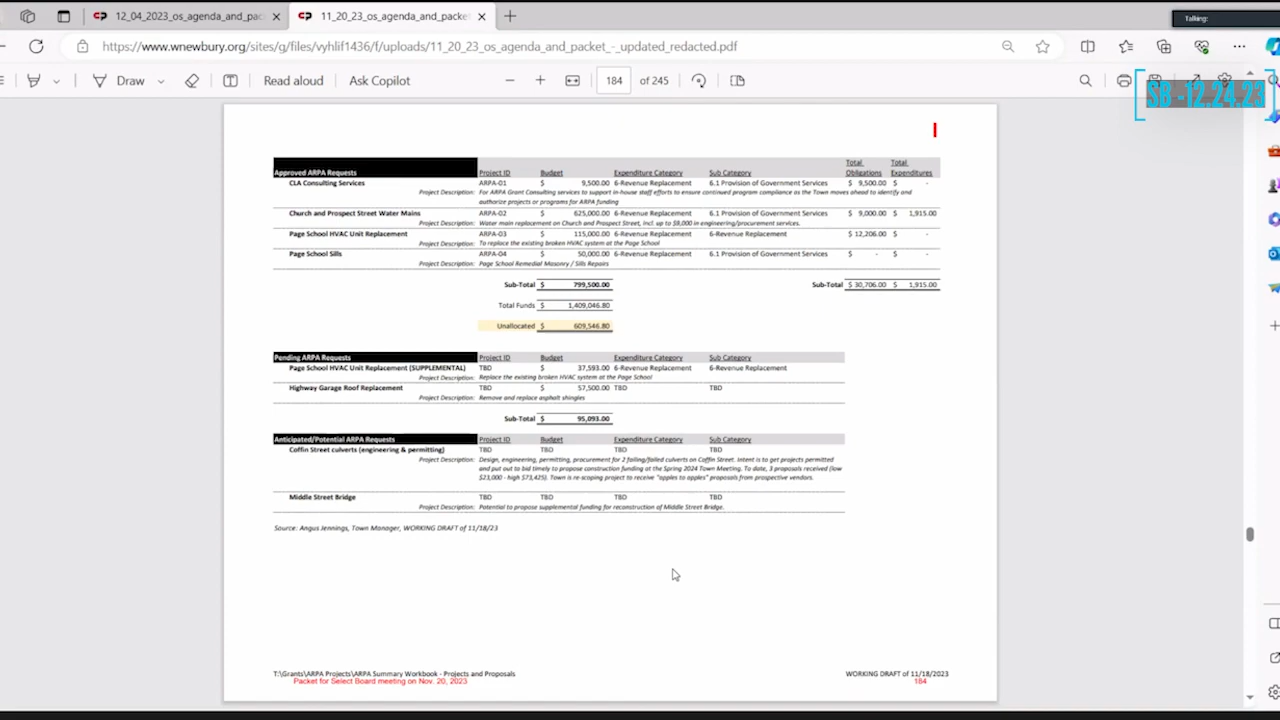 12_04_2023_os_agenda_and_pac
11_20_23_os_agenda_and_packet
Talking:
https://www.wnewbury.org/sites/g/files/vyhlif1436/f/uploads/11_20_23_os_agenda_and_packet_-_updated_redacted.pdf
Draw
Read aloud
Ask Copilot
184 of 245
SB -12.24.23
I
Approved ARPA Requests Project ID Budget Expenditure Category Sub Category Total Obligations Total Expenditures
CLA Consulting Services ARPA-01 $ 9,500.00 6-Revenue Replacement 6.1 Provision of Government Services $ 9,500.00 $ -
Project Description: For ARPA Grant Consulting services to support in-house staff efforts to ensure continued program compliance as the Town moves ahead to identify and
authorize projects or programs for ARPA funding
Church and Prospect Street Water Mains ARPA-02 $ 625,000.00 6-Revenue Replacement 6.1 Provision of Government Services $ 9,000.00 $ 1,915.00
Project Description: Water main replacement on Church and Prospect Street, incl. up to $8,000 in engineering/procurement services.
Page School HVAC Unit Replacement ARPA-03 $ 115,000.00 6-Revenue Replacement 6-Revenue Replacement $ 12,206.00 $ -
Project Description: To replace the existing broken HVAC system at the Page School
Page School Sills ARPA-04 $ 50,000.00 6-Revenue Replacement 6.1 Provision of Government Services $ - $ -
Project Description: Page School Remedial Masonry / Sills Repairs
Sub-Total $ 799,500.00 Sub-Total $ 30,706.00 $ 1,915.00
Total Funds $ 1,409,046.80
Unallocated $ 609,546.80
Pending ARPA Requests Project ID Budget Expenditure Category Sub Category
Page School HVAC Unit Replacement (SUPPLEMENTAL) TBD $ 37,593.00 6-Revenue Replacement 6-Revenue Replacement
Project Description: Replace the existing broken HVAC system at the Page School
Highway Garage Roof Replacement TBD $ 57,500.00 TBD TBD
Project Description: Remove and replace asphalt shingles
Sub-Total $ 95,093.00
Anticipated/Potential ARPA Requests Project ID Budget Expenditure Category Sub Category
Coffin Street culverts (engineering & permitting) TBD TBD TBD TBD
Project Description: Design, engineering, permitting, procurement for 2 failing/failed culverts on Coffin Street. Intent is to get projects permitted
and put out to bid timely to propose construction funding at the Spring 2024 Town Meeting. To date, 3 proposals received (low
$23,000 - high $73,425). Town is re-scoping project to receive "apples to apples" proposals from prospective vendors.
Middle Street Bridge TBD TBD TBD TBD
Project Description: Potential to propose supplemental funding for reconstruction of Middle Street Bridge.
Source: Angus Jennings, Town Manager, WORKING DRAFT of 11/18/23
T:\Grants\ARPA Projects\ARPA Summary Workbook - Projects and Proposals WORKING DRAFT of 11/18/2023
Packet for Select Board meeting on Nov. 20, 2023 184